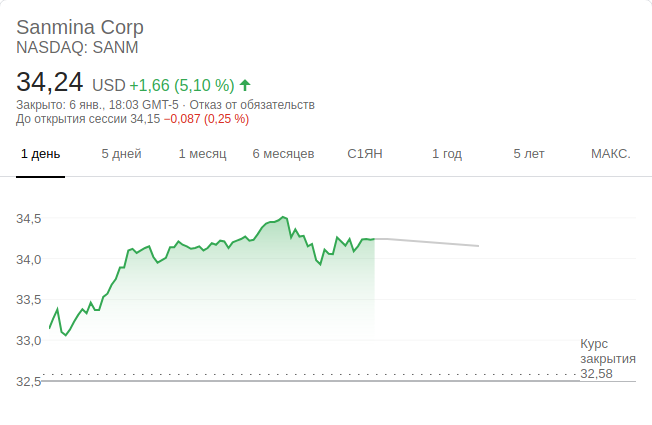 Sanmina Corp
NASDAQ: SANM
34,24 USD +1,66 (5,10 %)
Закрыто: 6 янв., 18:03 GMT-5 · Отказ от обязательств
До открытия сессии 34,15 −0,087 (0,25 %)
1 день 5 дней 1 месяц 6 месяцев С1ЯН 1 год 5 лет МАКС.
34,5
34,0
33,5
33,0
Курс
закрытия
32,58
32,5